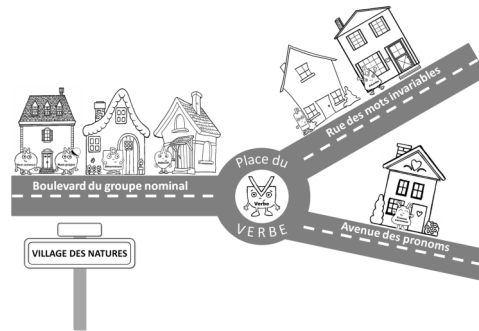 Rue des mots invariables
Place du
Verbe
VERBE
Boulevard du groupe nominal
Avenue des pronoms
VILLAGE DES NATURES